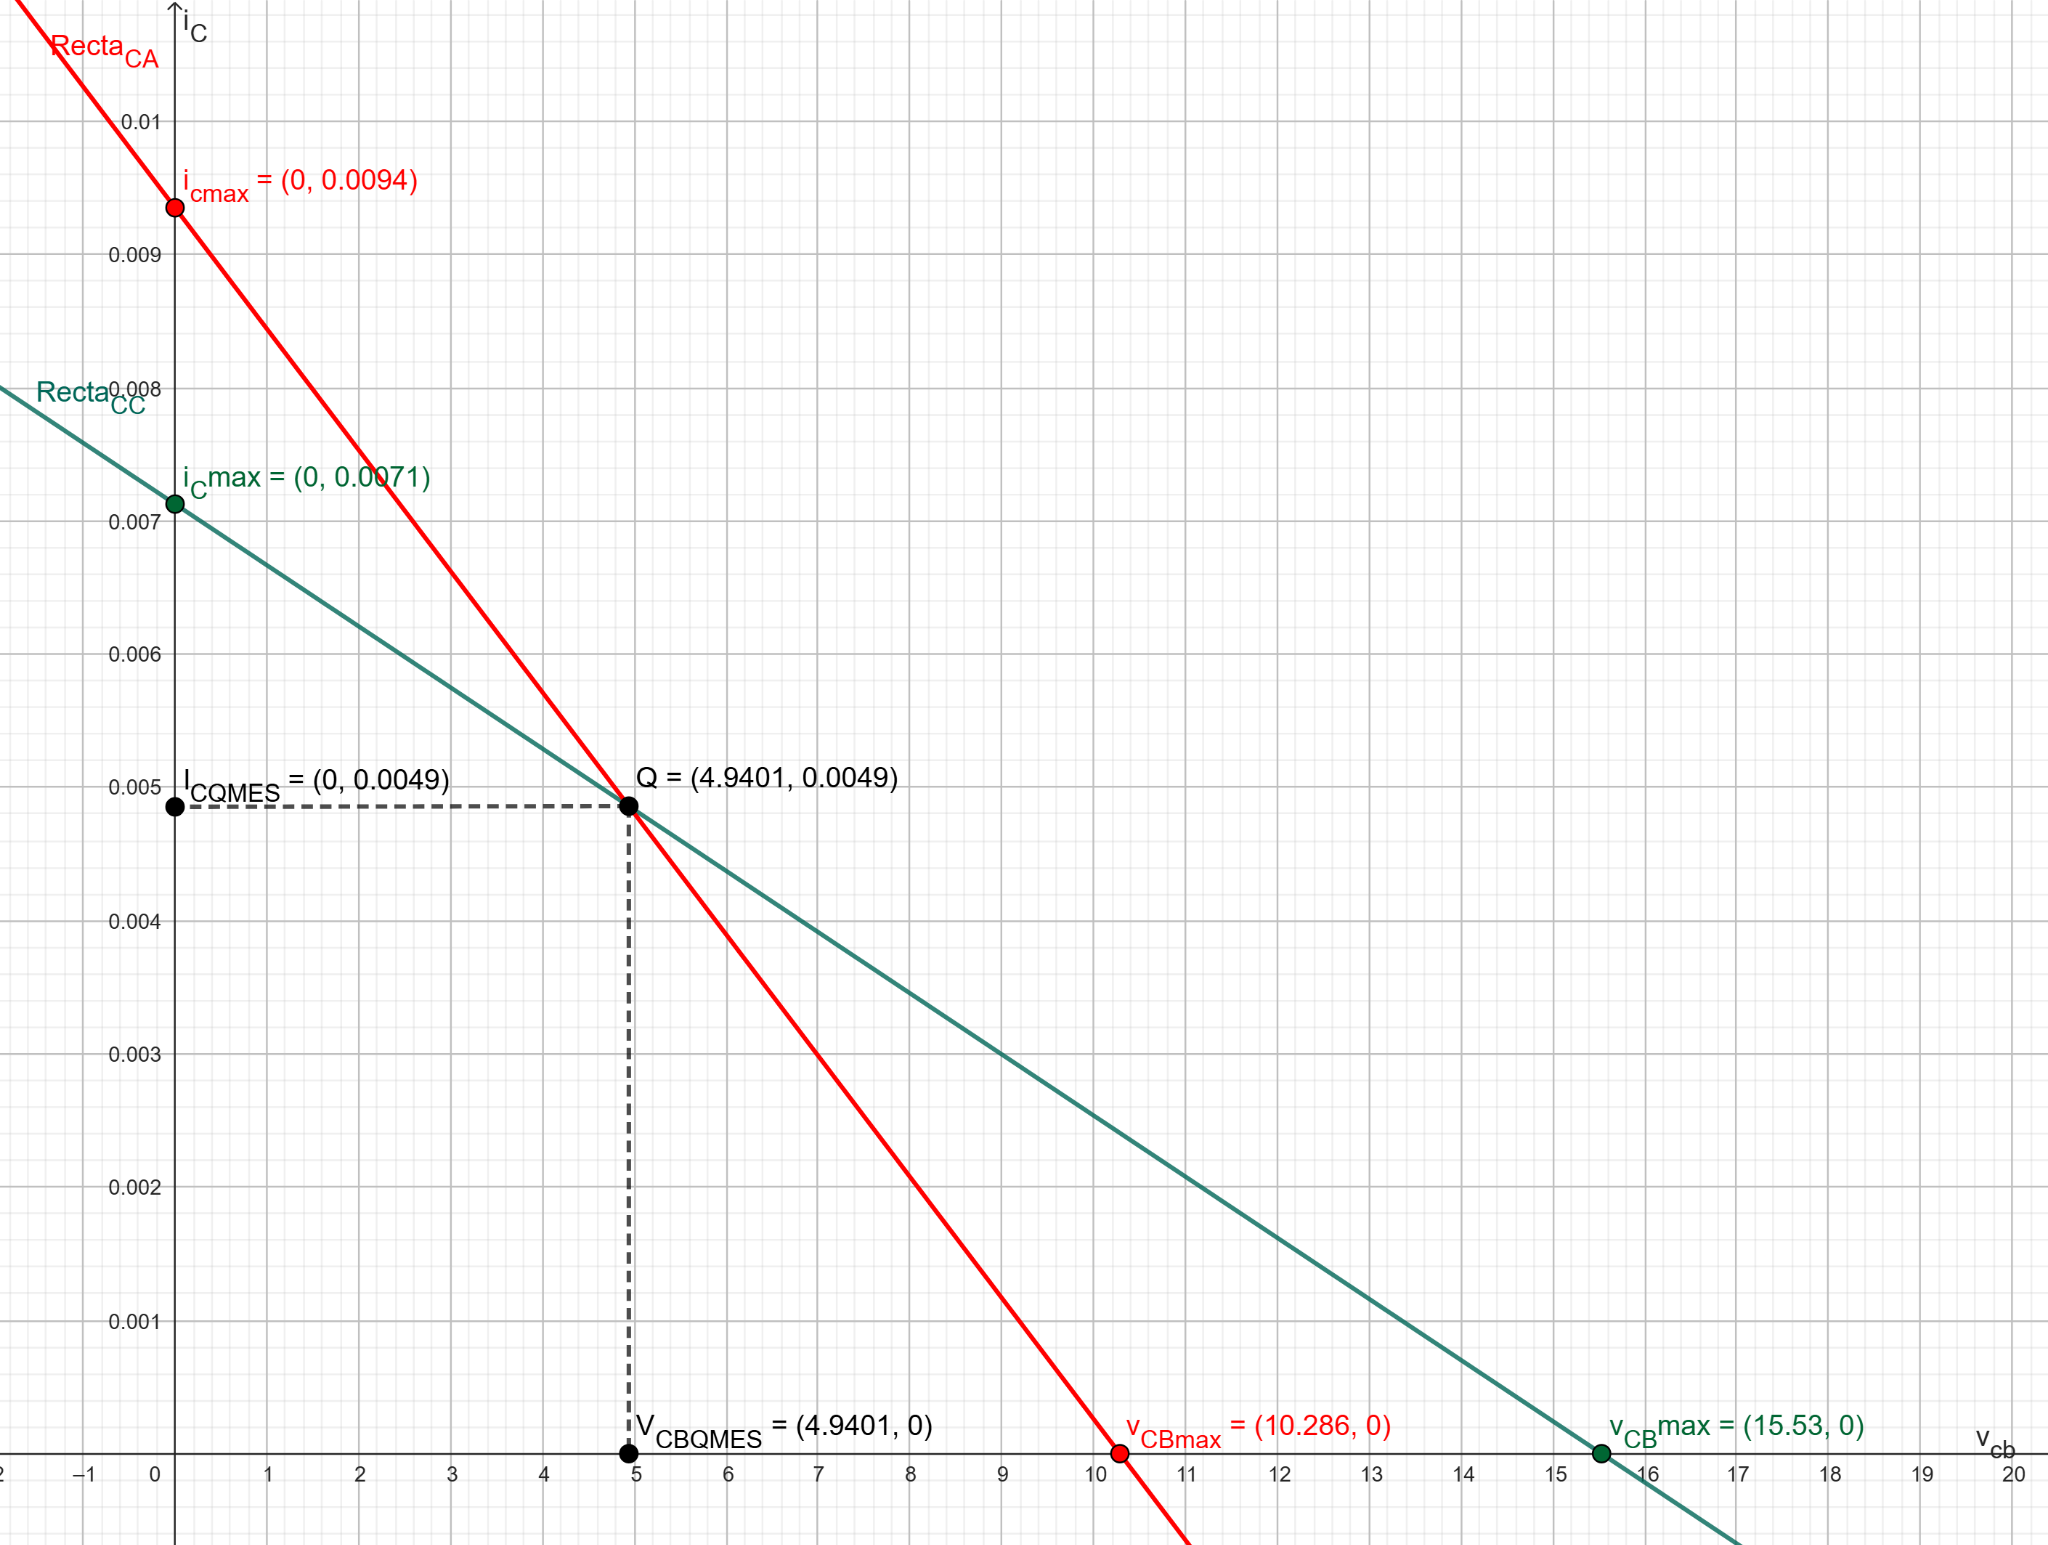 i_C
Recta_CA
0.01
i_cmax = (0, 0.0094)
0.009
Recta_CC
0.008
i_Cmax = (0, 0.0071)
0.007
0.006
I_CQMES = (0, 0.0049)
Q = (4.9401, 0.0049)
0.005
0.004
0.003
0.002
0.001
V_CBQMES = (4.9401, 0)
v_CBmax = (10.286, 0)
v_CBmax = (15.53, 0)
v_cb
2 –1 0 1 2 3 4 5 6 7 8 9 10 11 12 13 14 15 16 17 18 19 20